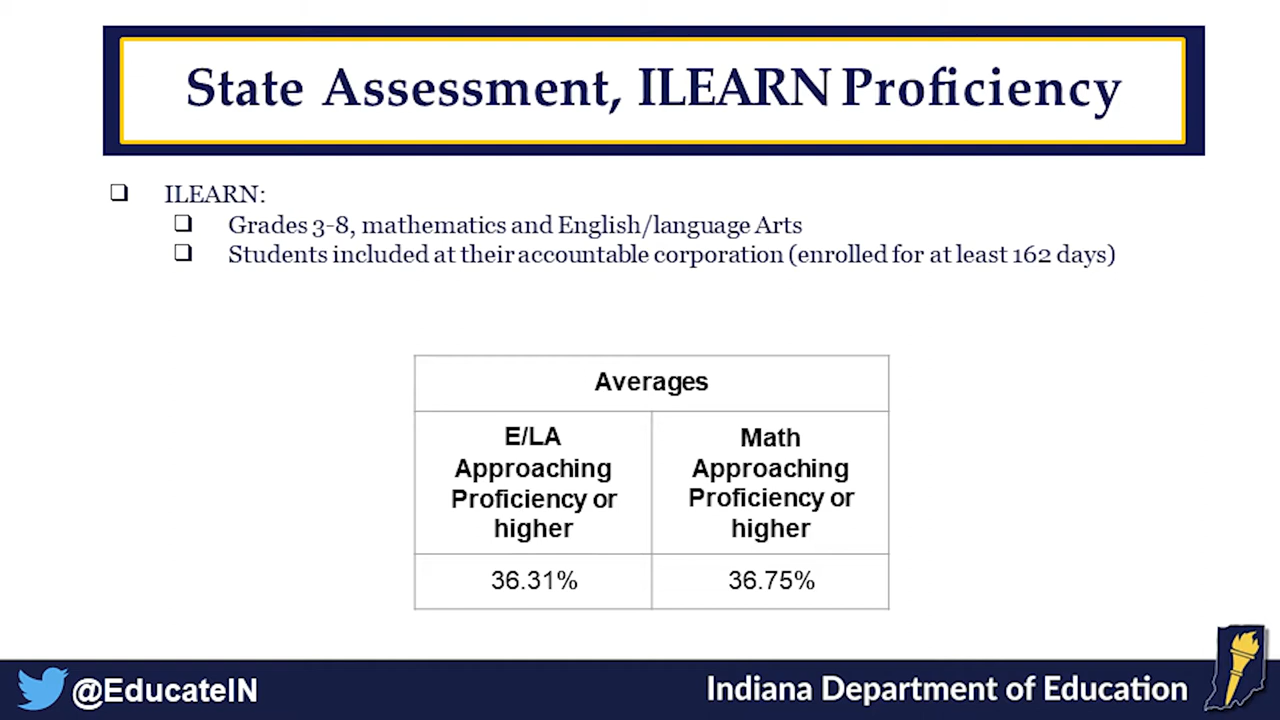 State Assessment, ILEARN Proficiency
ILEARN:
Grades 3-8, mathematics and English/language Arts
Students included at their accountable corporation (enrolled for at least 162 days)
Averages
E/LA
Approaching
Proficiency or
higher
Math
Approaching
Proficiency or
higher
36.31%
36.75%
@EducateIN
Indiana Department of Education